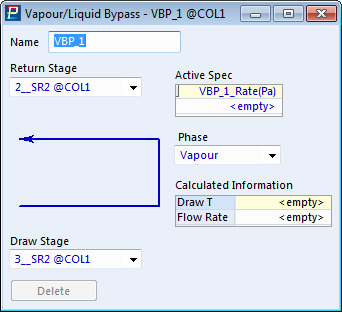 Vapour/Liquid Bypass - VBP_1 @COL1
Name VBP_1
Return Stage
2__SR2 @COL1
Active Spec
VBP_1_Rate(Pa)
<empty>
Phase
Vapour
Calculated Information
Draw T <empty>
Flow Rate <empty>
Draw Stage
3__SR2 @COL1
Delete